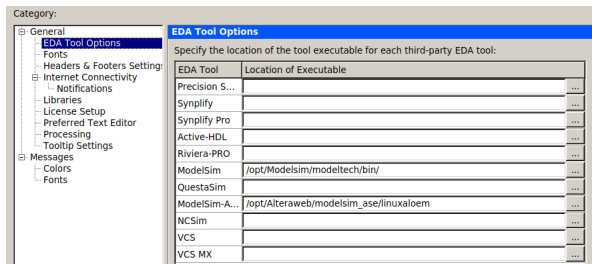 Category:
General
EDA Tool Options
Fonts
Headers & Footers Settings
Internet Connectivity
Notifications
Libraries
License Setup
Preferred Text Editor
Processing
Tooltip Settings
Messages
Colors
Fonts
EDA Tool Options
Specify the location of the tool executable for each third-party EDA tool:
EDA Tool Location of Executable
Precision S... ...
Synplify ...
Synplify Pro ...
Active-HDL ...
Riviera-PRO ...
ModelSim /opt/Modelsim/modeltech/bin/ ...
QuestaSim ...
ModelSim-A... /opt/Alteraweb/modelsim_ase/linuxaloem ...
NCSim ...
VCS ...
VCS MX ...